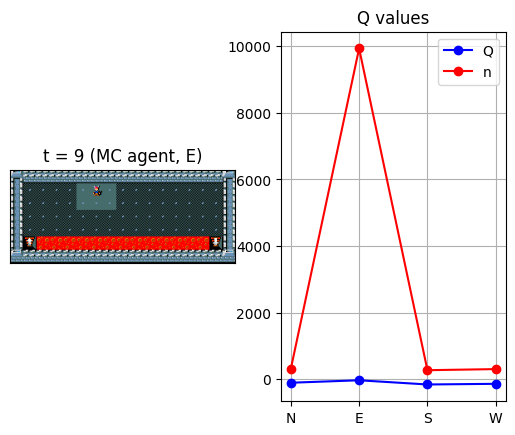 Q values
t = 9 (MC agent, E)
Q
n
10000
8000
6000
4000
2000
0
N E S W